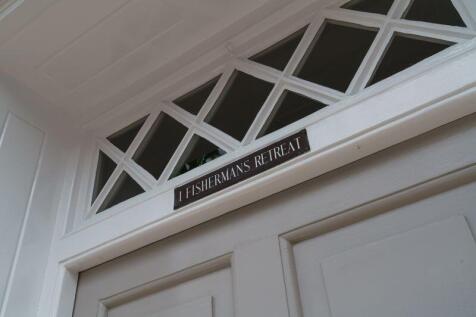 1 FISHERMANS RETREAT